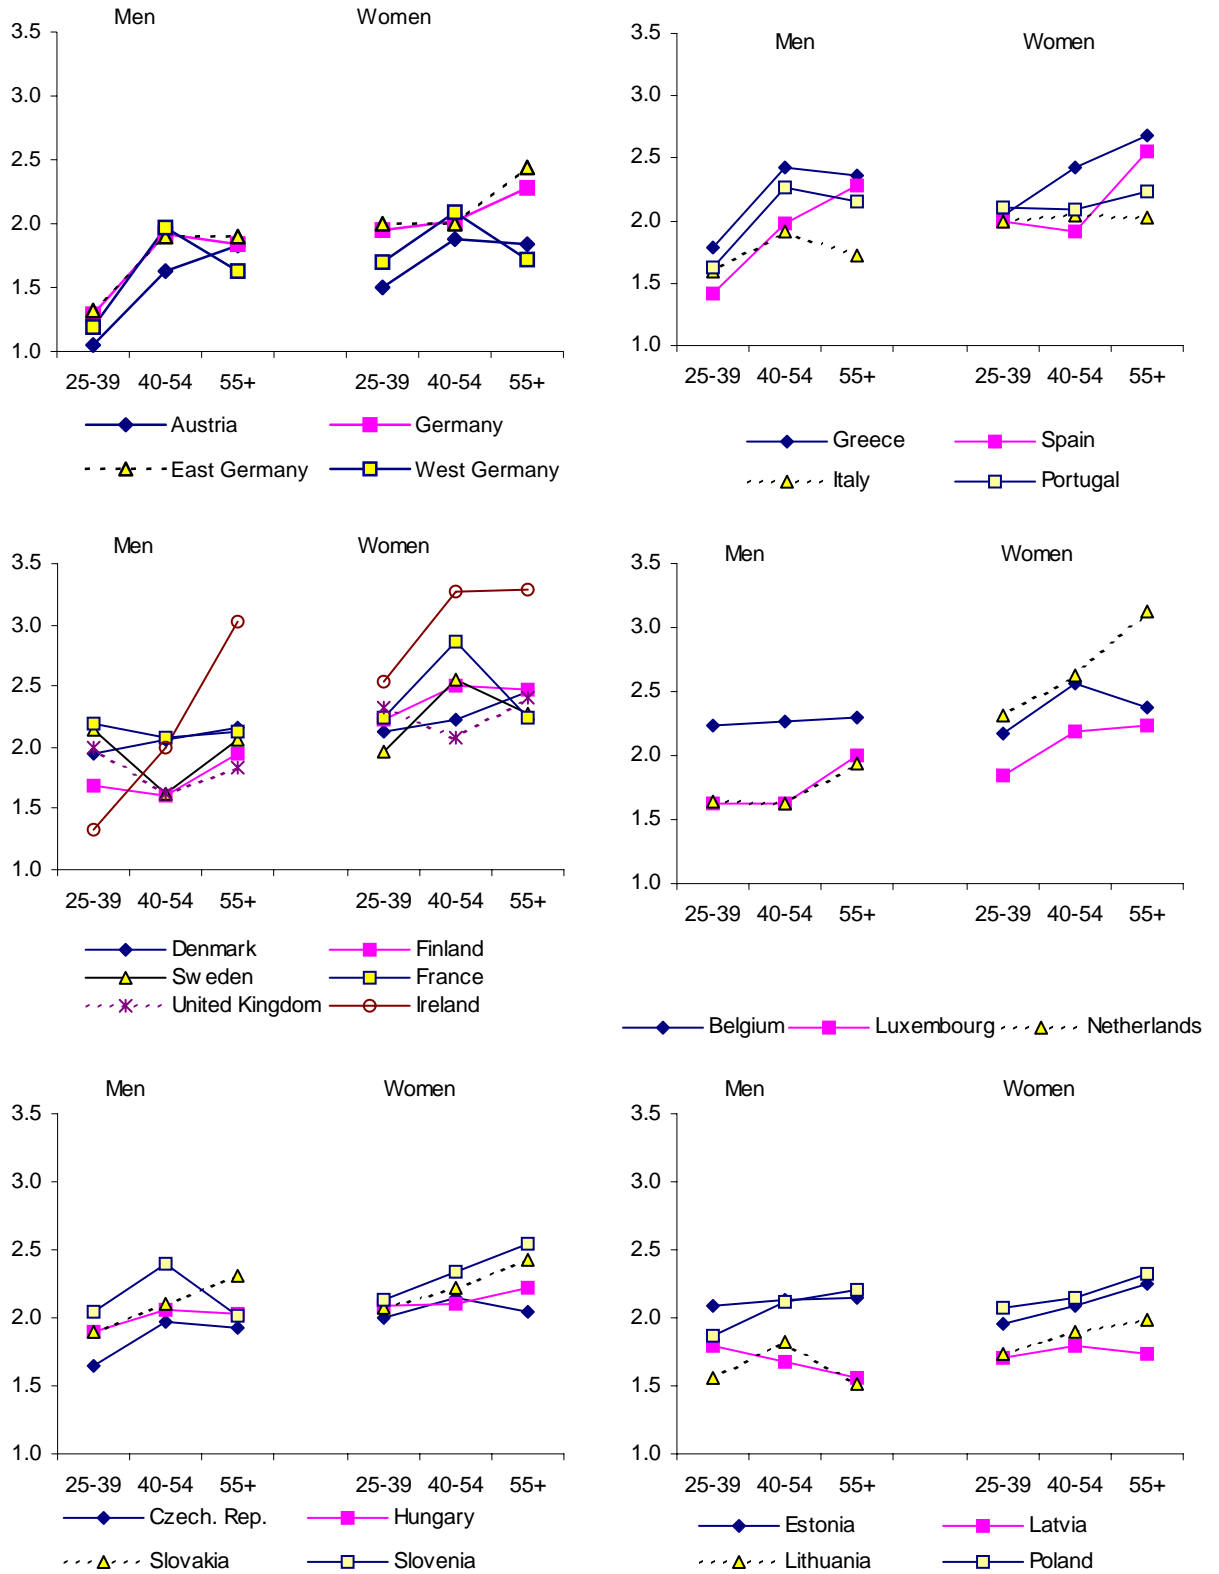 Men Women
3.5
3.0
2.5
2.0
1.5
1.0
25-39 40-54 55+ 25-39 40-54 55+
Austria Germany
East Germany West Germany
Men Women
3.5
3.0
2.5
2.0
1.5
1.0
25-39 40-54 55+ 25-39 40-54 55+
Greece Spain
Italy Portugal
Men Women
3.5
3.0
2.5
2.0
1.5
1.0
25-39 40-54 55+ 25-39 40-54 55+
Denmark Finland
Sweden France
United Kingdom Ireland
Men Women
3.5
3.0
2.5
2.0
1.5
1.0
25-39 40-54 55+ 25-39 40-54 55+
Belgium Luxembourg Netherlands
Men Women
3.5
3.0
2.5
2.0
1.5
1.0
25-39 40-54 55+ 25-39 40-54 55+
Czech. Rep. Hungary
Slovakia Slovenia
Men Women
3.5
3.0
2.5
2.0
1.5
1.0
25-39 40-54 55+ 25-39 40-54 55+
Estonia Latvia
Lithuania Poland